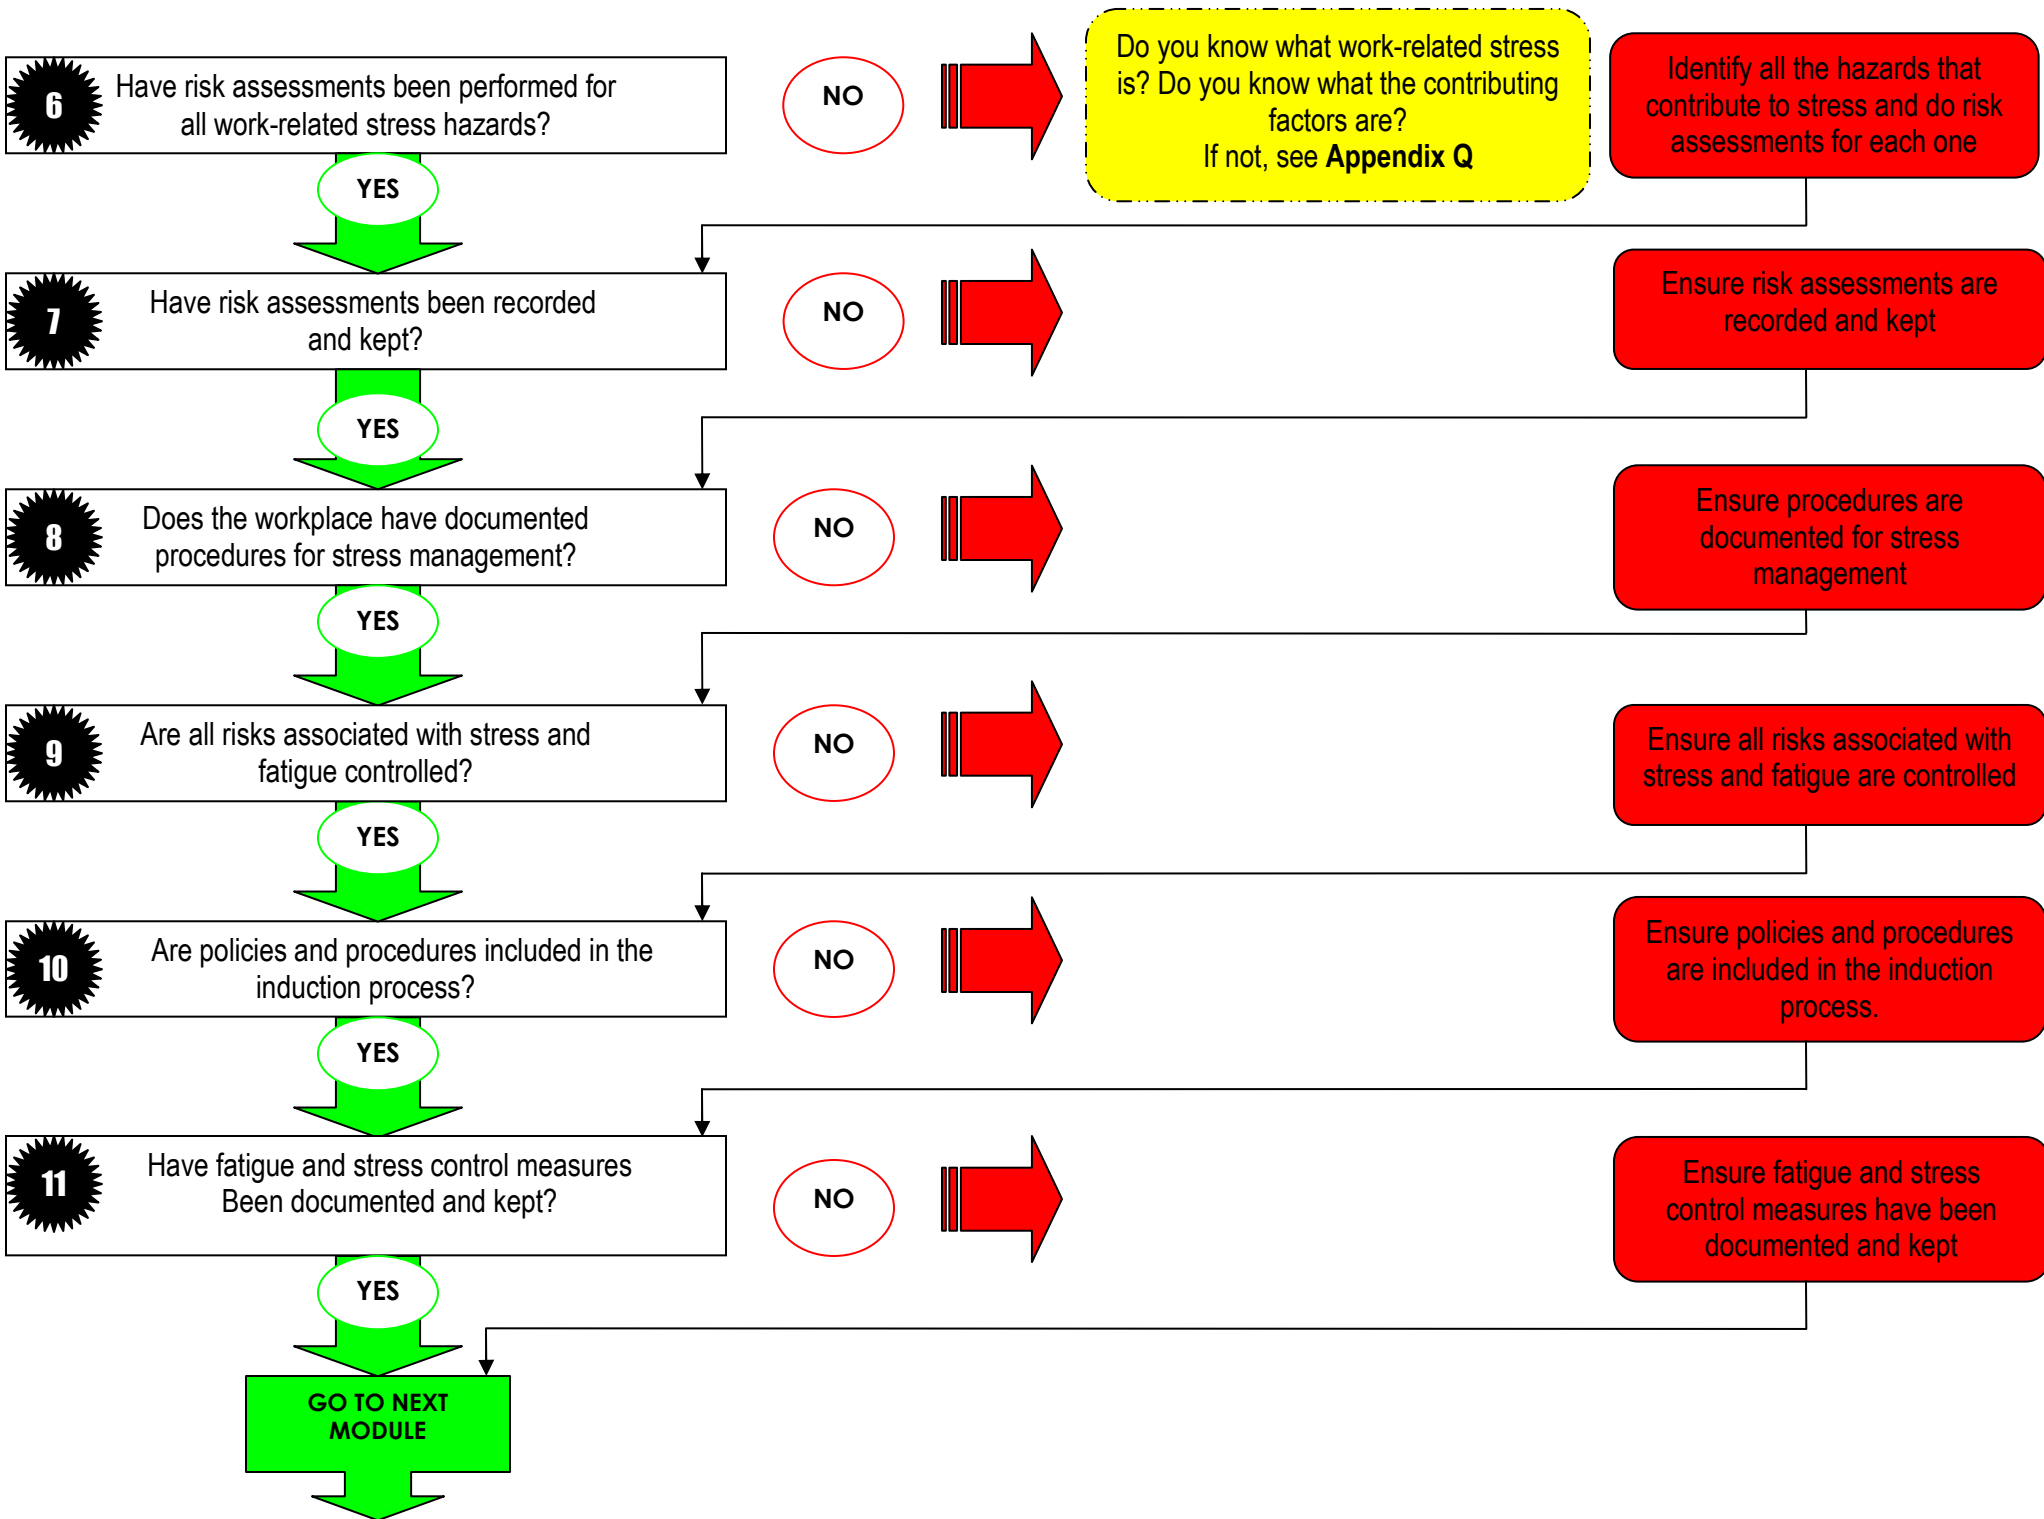 6
Have risk assessments been performed for
all work-related stress hazards?
NO
Do you know what work-related stress
is? Do you know what the contributing
factors are?
If not, see Appendix Q
Identify all the hazards that
contribute to stress and do risk
assessments for each one
YES
7
Have risk assessments been recorded
and kept?
NO
Ensure risk assessments are
recorded and kept
YES
8
Does the workplace have documented
procedures for stress management?
NO
Ensure procedures are
documented for stress
management
YES
9
Are all risks associated with stress and
fatigue controlled?
NO
Ensure all risks associated with
stress and fatigue are controlled
YES
10
Are policies and procedures included in the
induction process?
NO
Ensure policies and procedures
are included in the induction
process.
YES
11
Have fatigue and stress control measures
Been documented and kept?
NO
Ensure fatigue and stress
control measures have been
documented and kept
YES
GO TO NEXT
MODULE